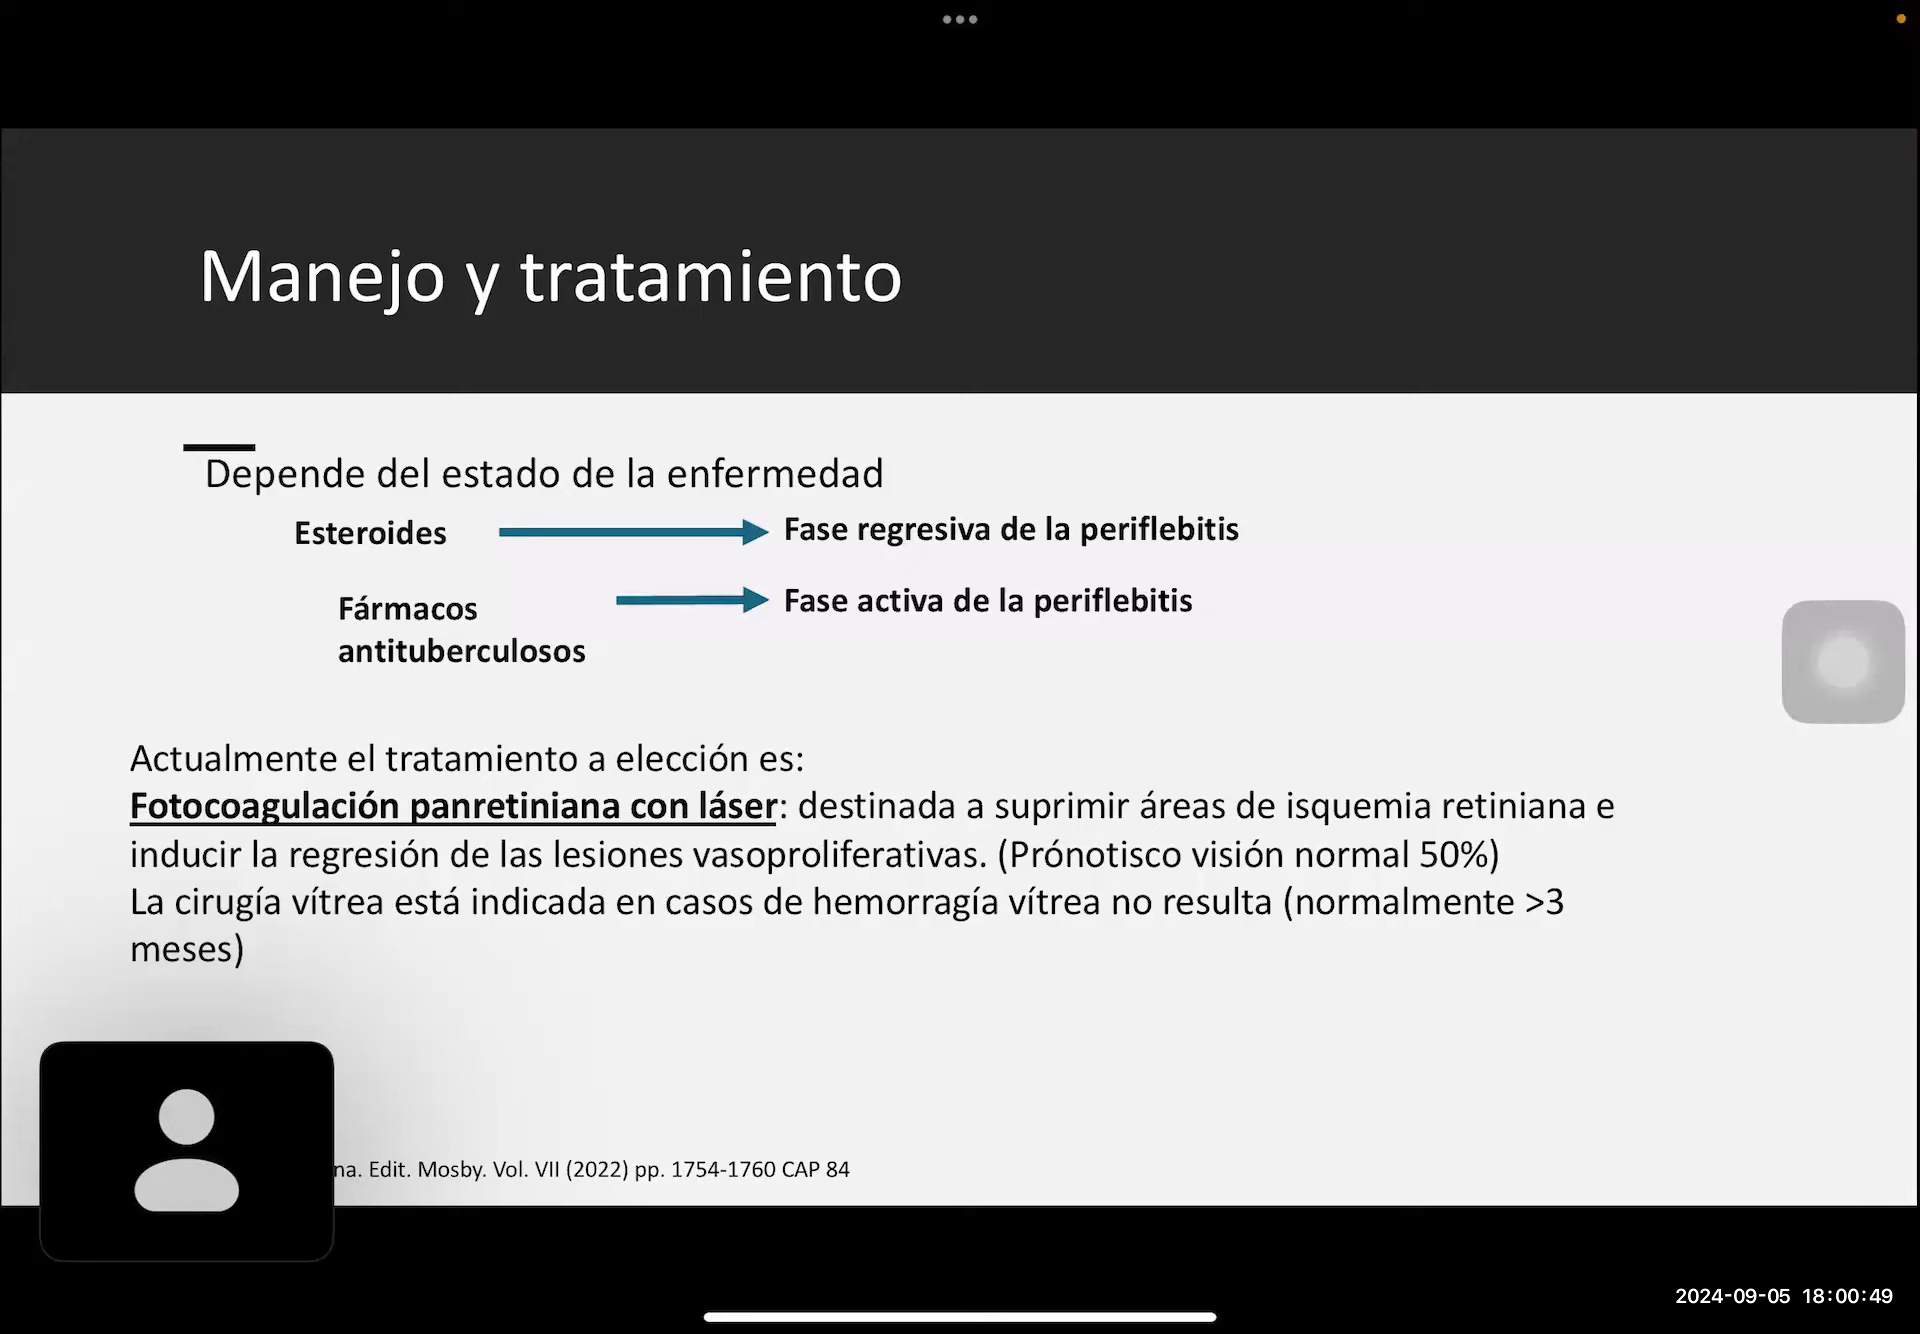 Manejo y tratamiento
Depende del estado de la enfermedad
Esteroides
Fase regresiva de la periflebitis
Fármacos
antituberculosos
Fase activa de la periflebitis
Actualmente el tratamiento a elección es:
Fotocoagulación panretiniana con láser: destinada a suprimir áreas de isquemia retiniana e
inducir la regresión de las lesiones vasoproliferativas. (Prónotisco visión normal 50%)
La cirugía vítrea está indicada en casos de hemorragía vítrea no resulta (normalmente >3
meses)
na. Edit. Mosby. Vol. VII (2022) pp. 1754-1760 CAP 84
2024-09-05 18:00:49